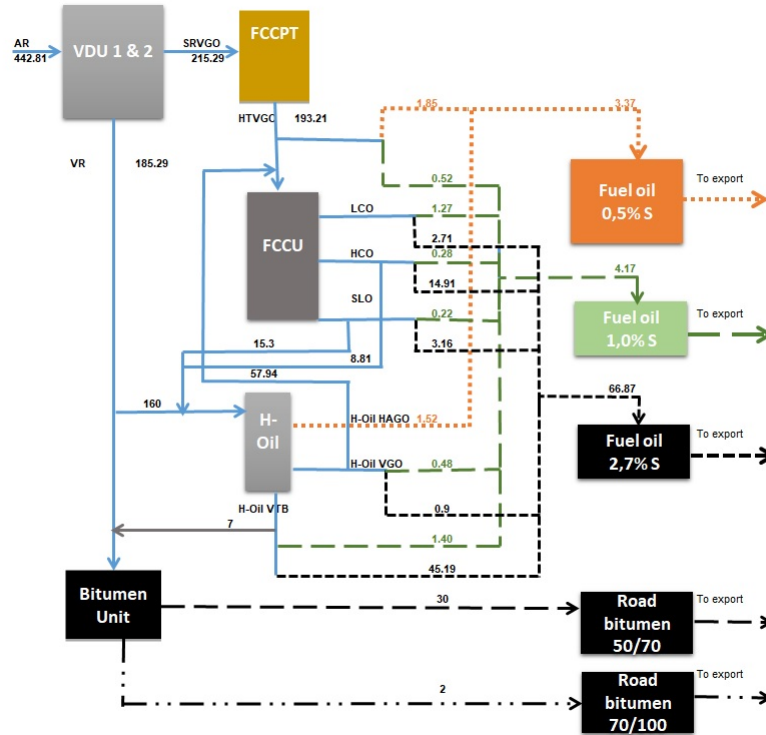 AR
442.81
VDU 1 & 2
SRVGO
215.29
FCCPT
HTVGO 193.21
1.85
3.37
VR 185.29
Fuel oil
0,5% S
To export
0.52
LCO
1.27
2.71
FCCU
HCO
0.28
14.91
4.17
SLO
0.22
3.16
Fuel oil
1,0% S
To export
15.3
8.81
57.94
66.87
160
H-
Oil
H-Oil HAGO
1.52
Fuel oil
2,7% S
To export
H-Oil VGO
0.48
0.9
H-Oil VTB
7
1.40
45.19
Bitumen
Unit
30
Road
bitumen
50/70
To export
2
Road
bitumen
70/100
To export